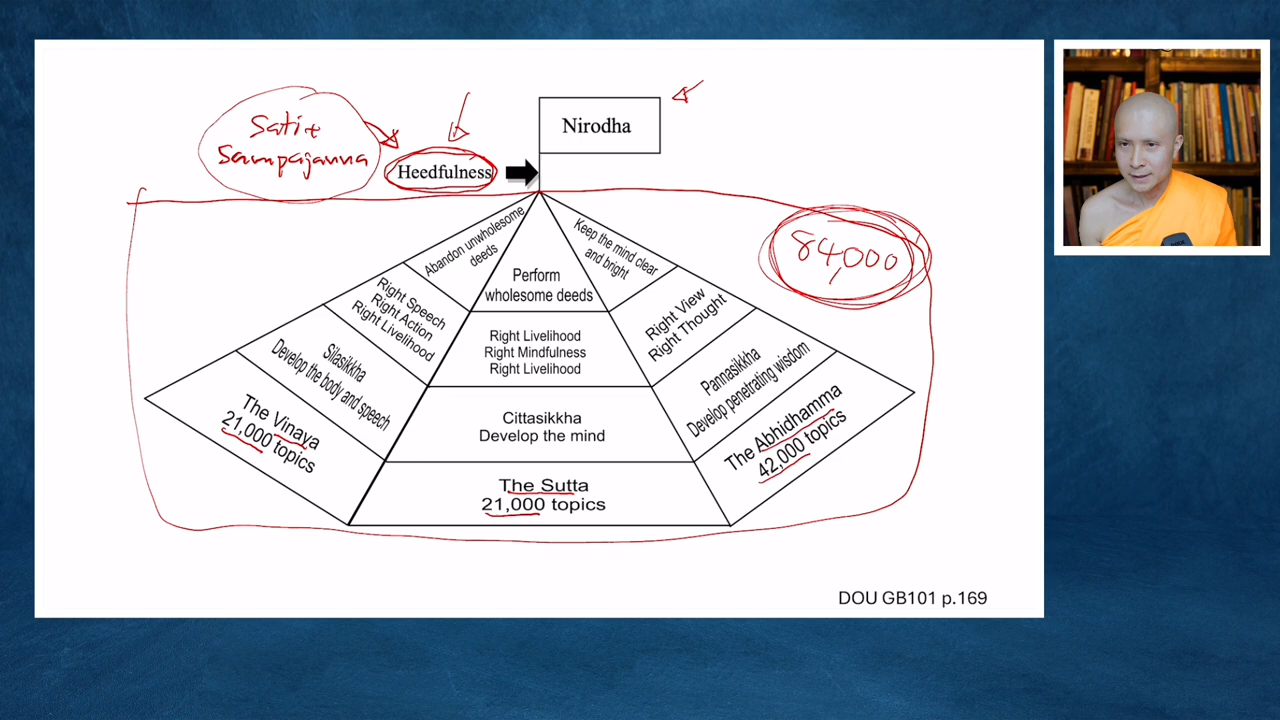 Sati +
Sampajanna
Heedfulness
Nirodha
84,000
Abandon unwholesome
deeds
Perform
wholesome deeds
Keep the mind clear
and bright
Right Speech
Right Action
Right Livelihood
Right Livelihood
Right Mindfulness
Right Livelihood
Right View
Right Thought
Silasikkha
Develop the body and speech
Cittasikkha
Develop the mind
Pannasikkha
Develop penetrating wisdom
The Vinaya
21,000 topics
The Sutta
21,000 topics
The Abhidhamma
42,000 topics
DOU GB101 p.169